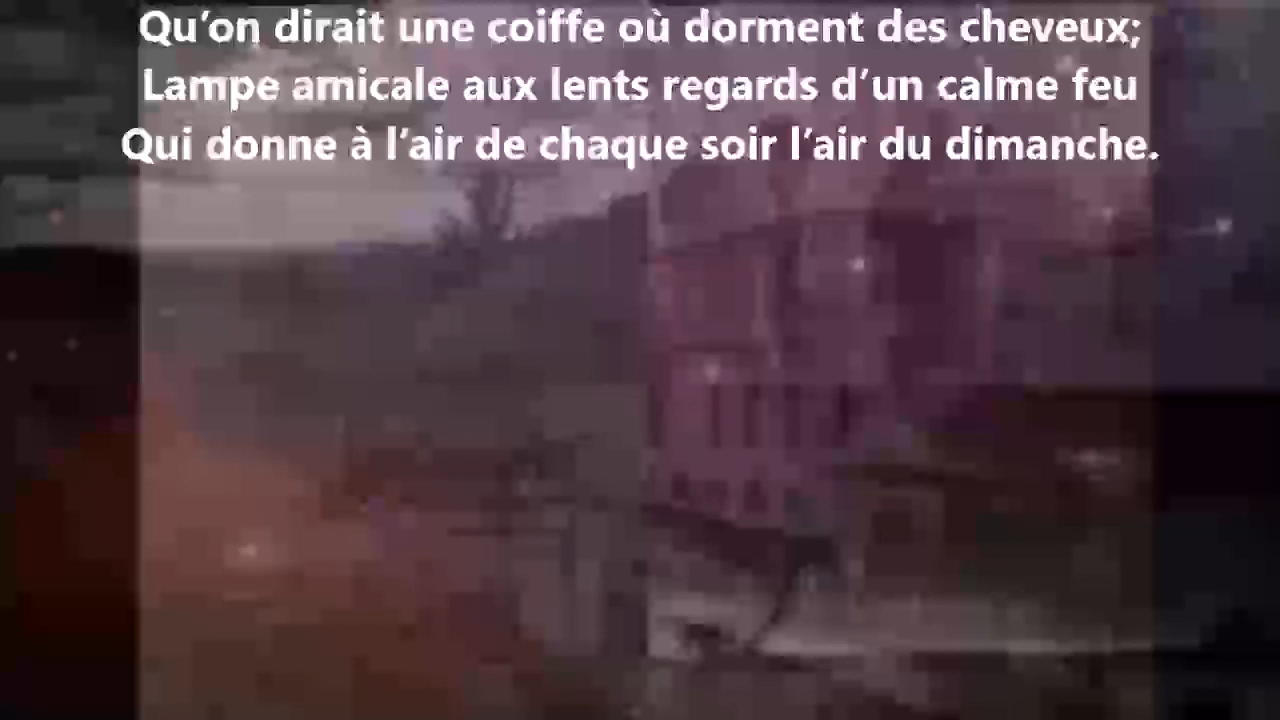 Qu’on dirait une coiffe où dorment des cheveux;
Lampe amicale aux lents regards d’un calme feu
Qui donne à l’air de chaque soir l’air du dimanche.